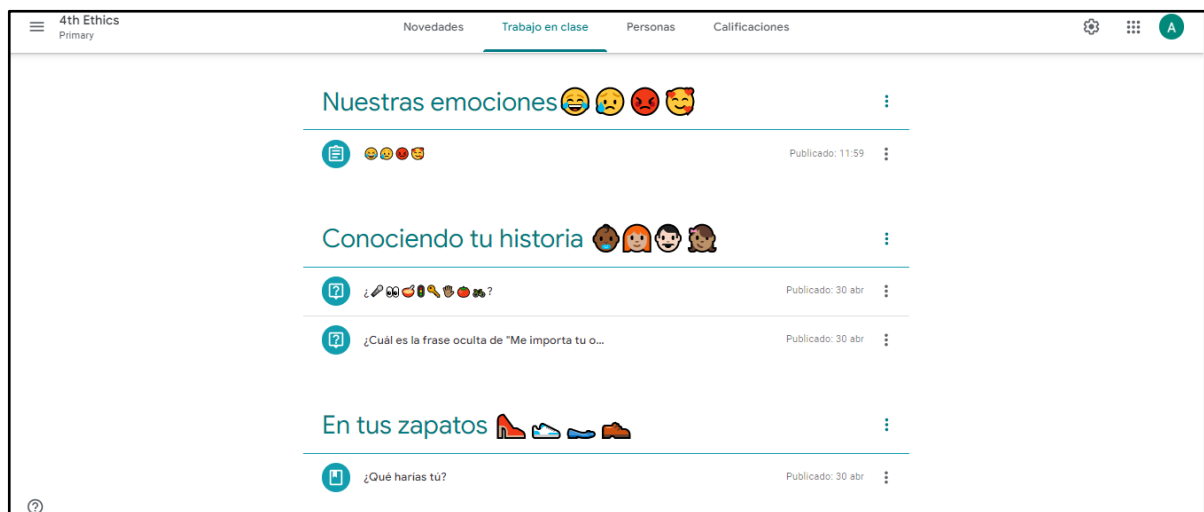 4th Ethics
Primary
Novedades Trabajo en clase Personas Calificaciones
A
Nuestras emociones😂😥😡🥰
😂😥😡🥰 Publicado: 11:59
Conociendo tu historia 👶🏿👩🏽‍🦰🧔🏻👧🏽
¿🎤👀🥣🚦🔑🖐🏽🍅🏍? Publicado: 30 abr
¿Cuál es la frase oculta de "Me importa tu o... Publicado: 30 abr
En tus zapatos 👠👟🥿👞
¿Qué harías tú? Publicado: 30 abr